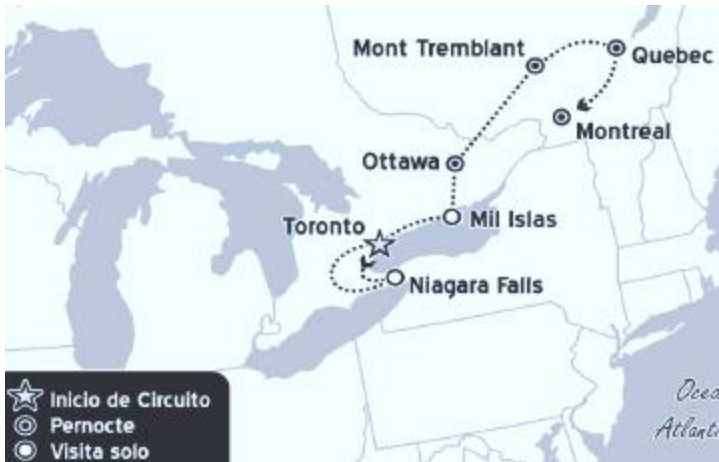 Mont Tremblant
Quebec
Montreal
Ottawa
Mil Islas
Toronto
Niagara Falls
Inicio de Circuito
Pernocte
Visita solo